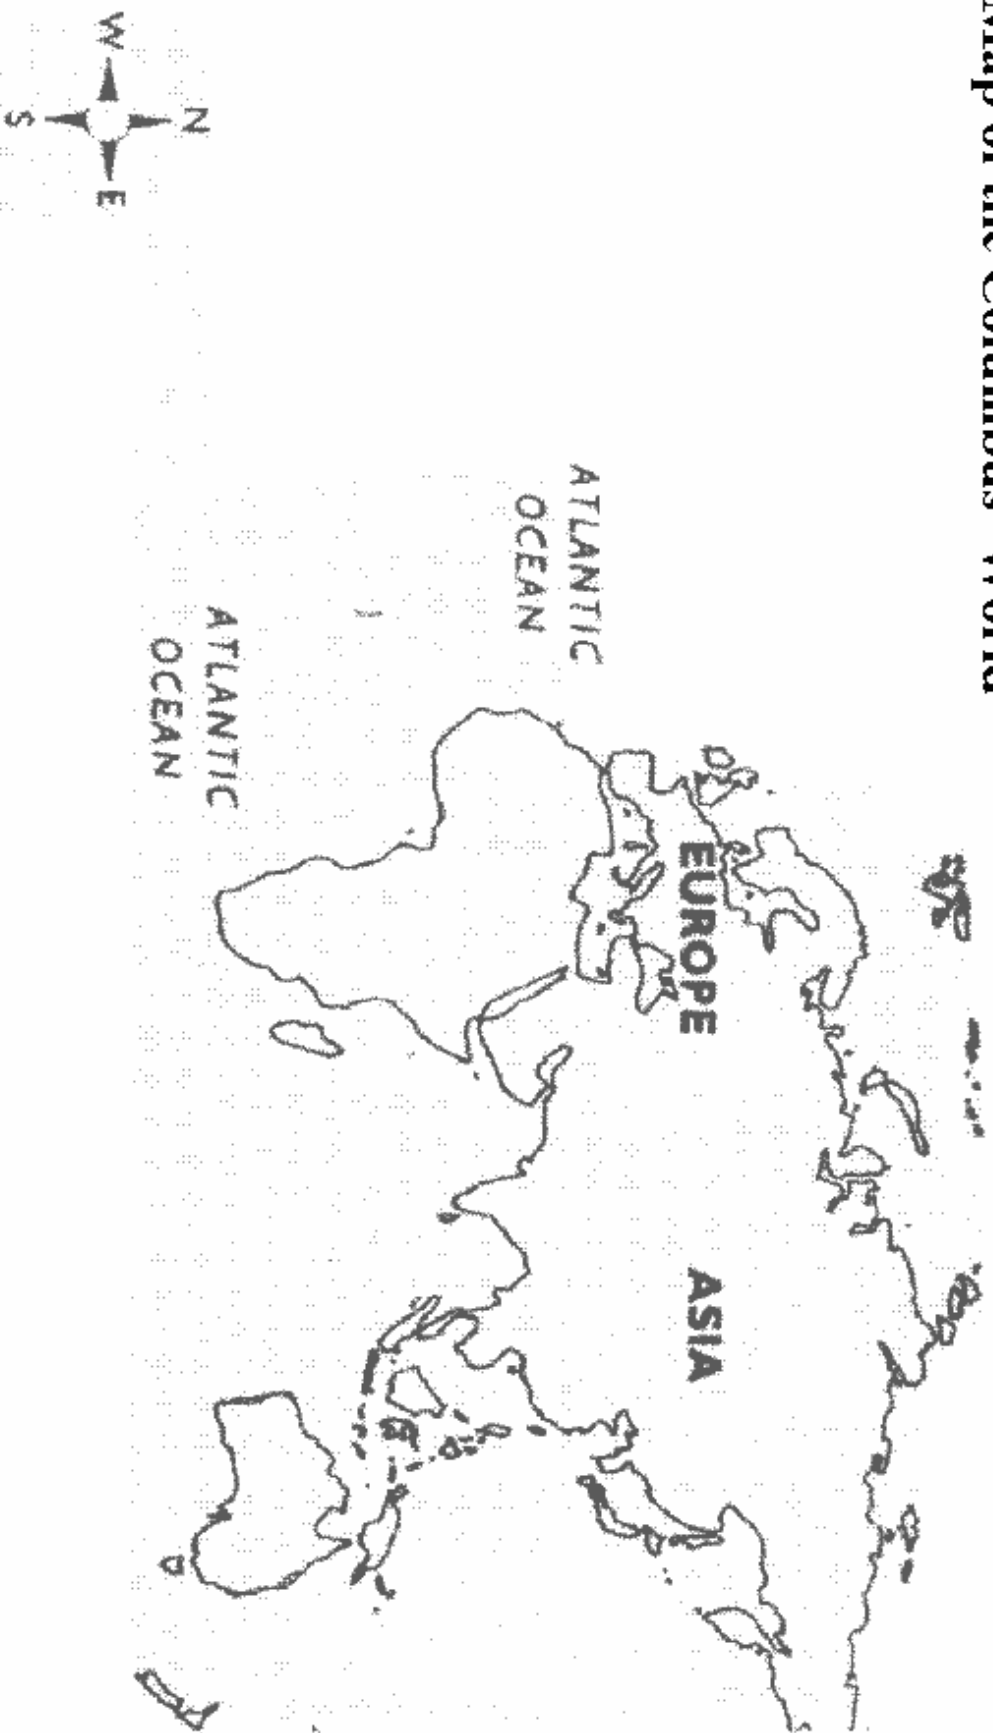 Map of the Columbus' World
ATLANTIC
OCEAN
EUROPE
ASIA
ATLANTIC
OCEAN
N
W
E
S